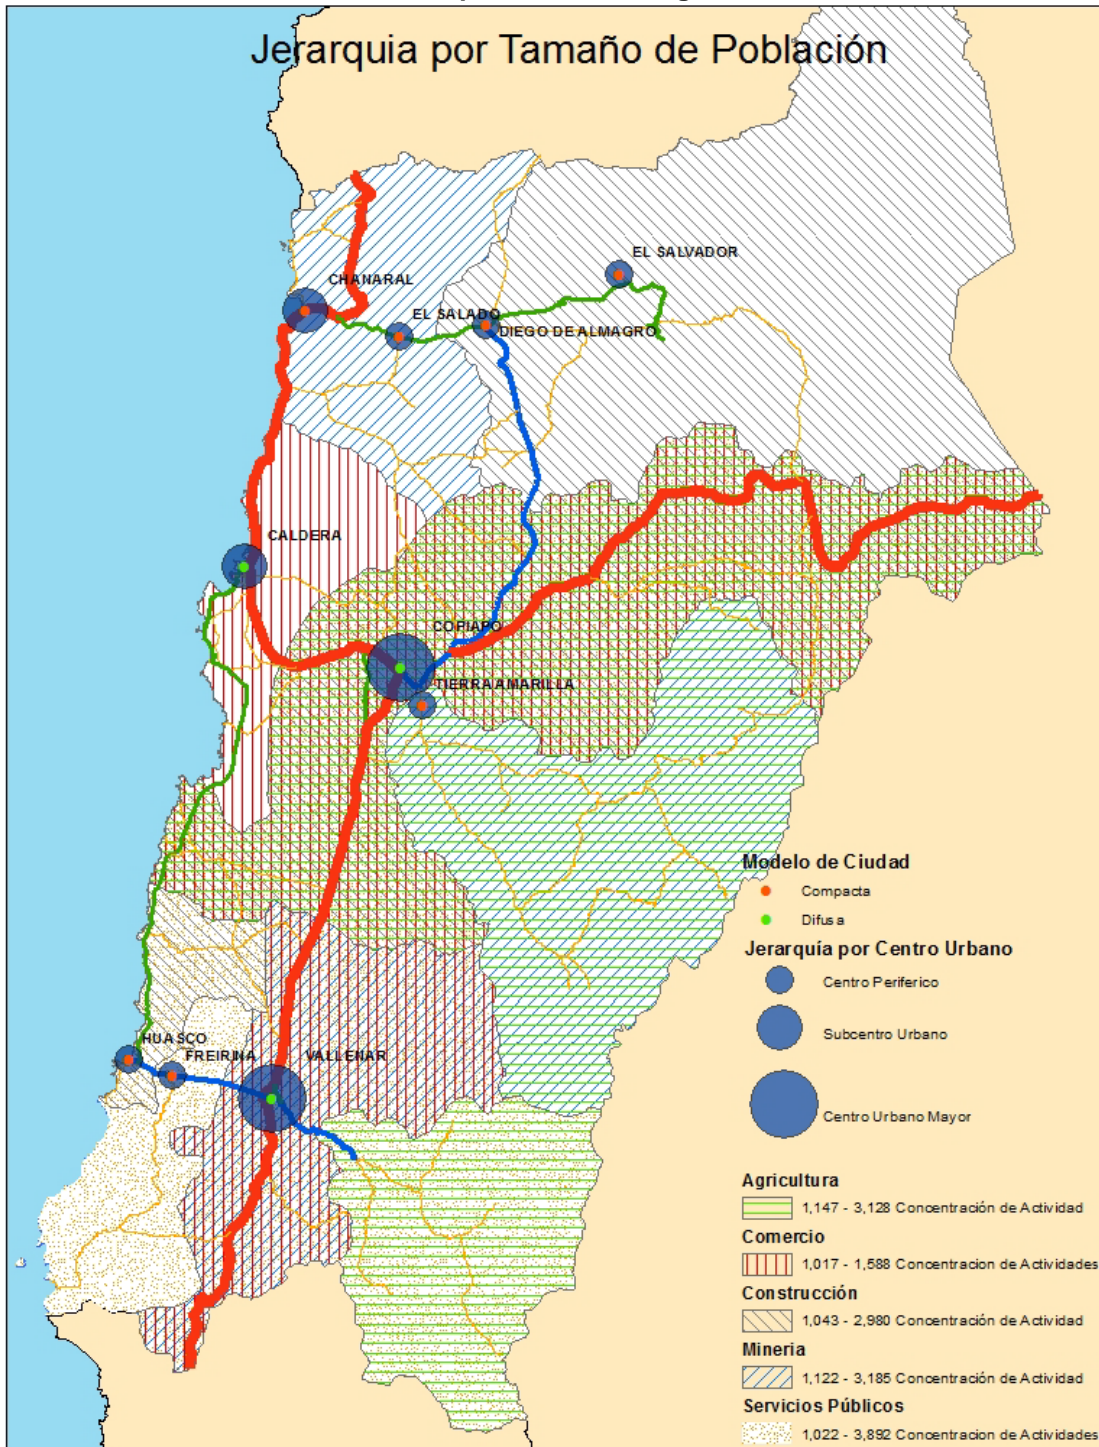 Jerarquia por Tamaño de Población
EL SALVADOR
CHANARAL
EL SALADO
DIEGO DE ALMAGRO
CALDERA
COPIAPO
TIERRA AMARILLA
HUASCO
FREIRINA
VALLENAR
Modelo de Ciudad
Compacta
Difusa
Jerarquía por Centro Urbano
Centro Periferico
Subcentro Urbano
Centro Urbano Mayor
Agricultura
1,147 - 3,128 Concentración de Actividad
Comercio
1,017 - 1,588 Concentración de Actividades
Construcción
1,043 - 2,980 Concentración de Actividad
Mineria
1,122 - 3,185 Concentración de Actividad
Servicios Públicos
1,022 - 3,892 Concentracion de Actividades